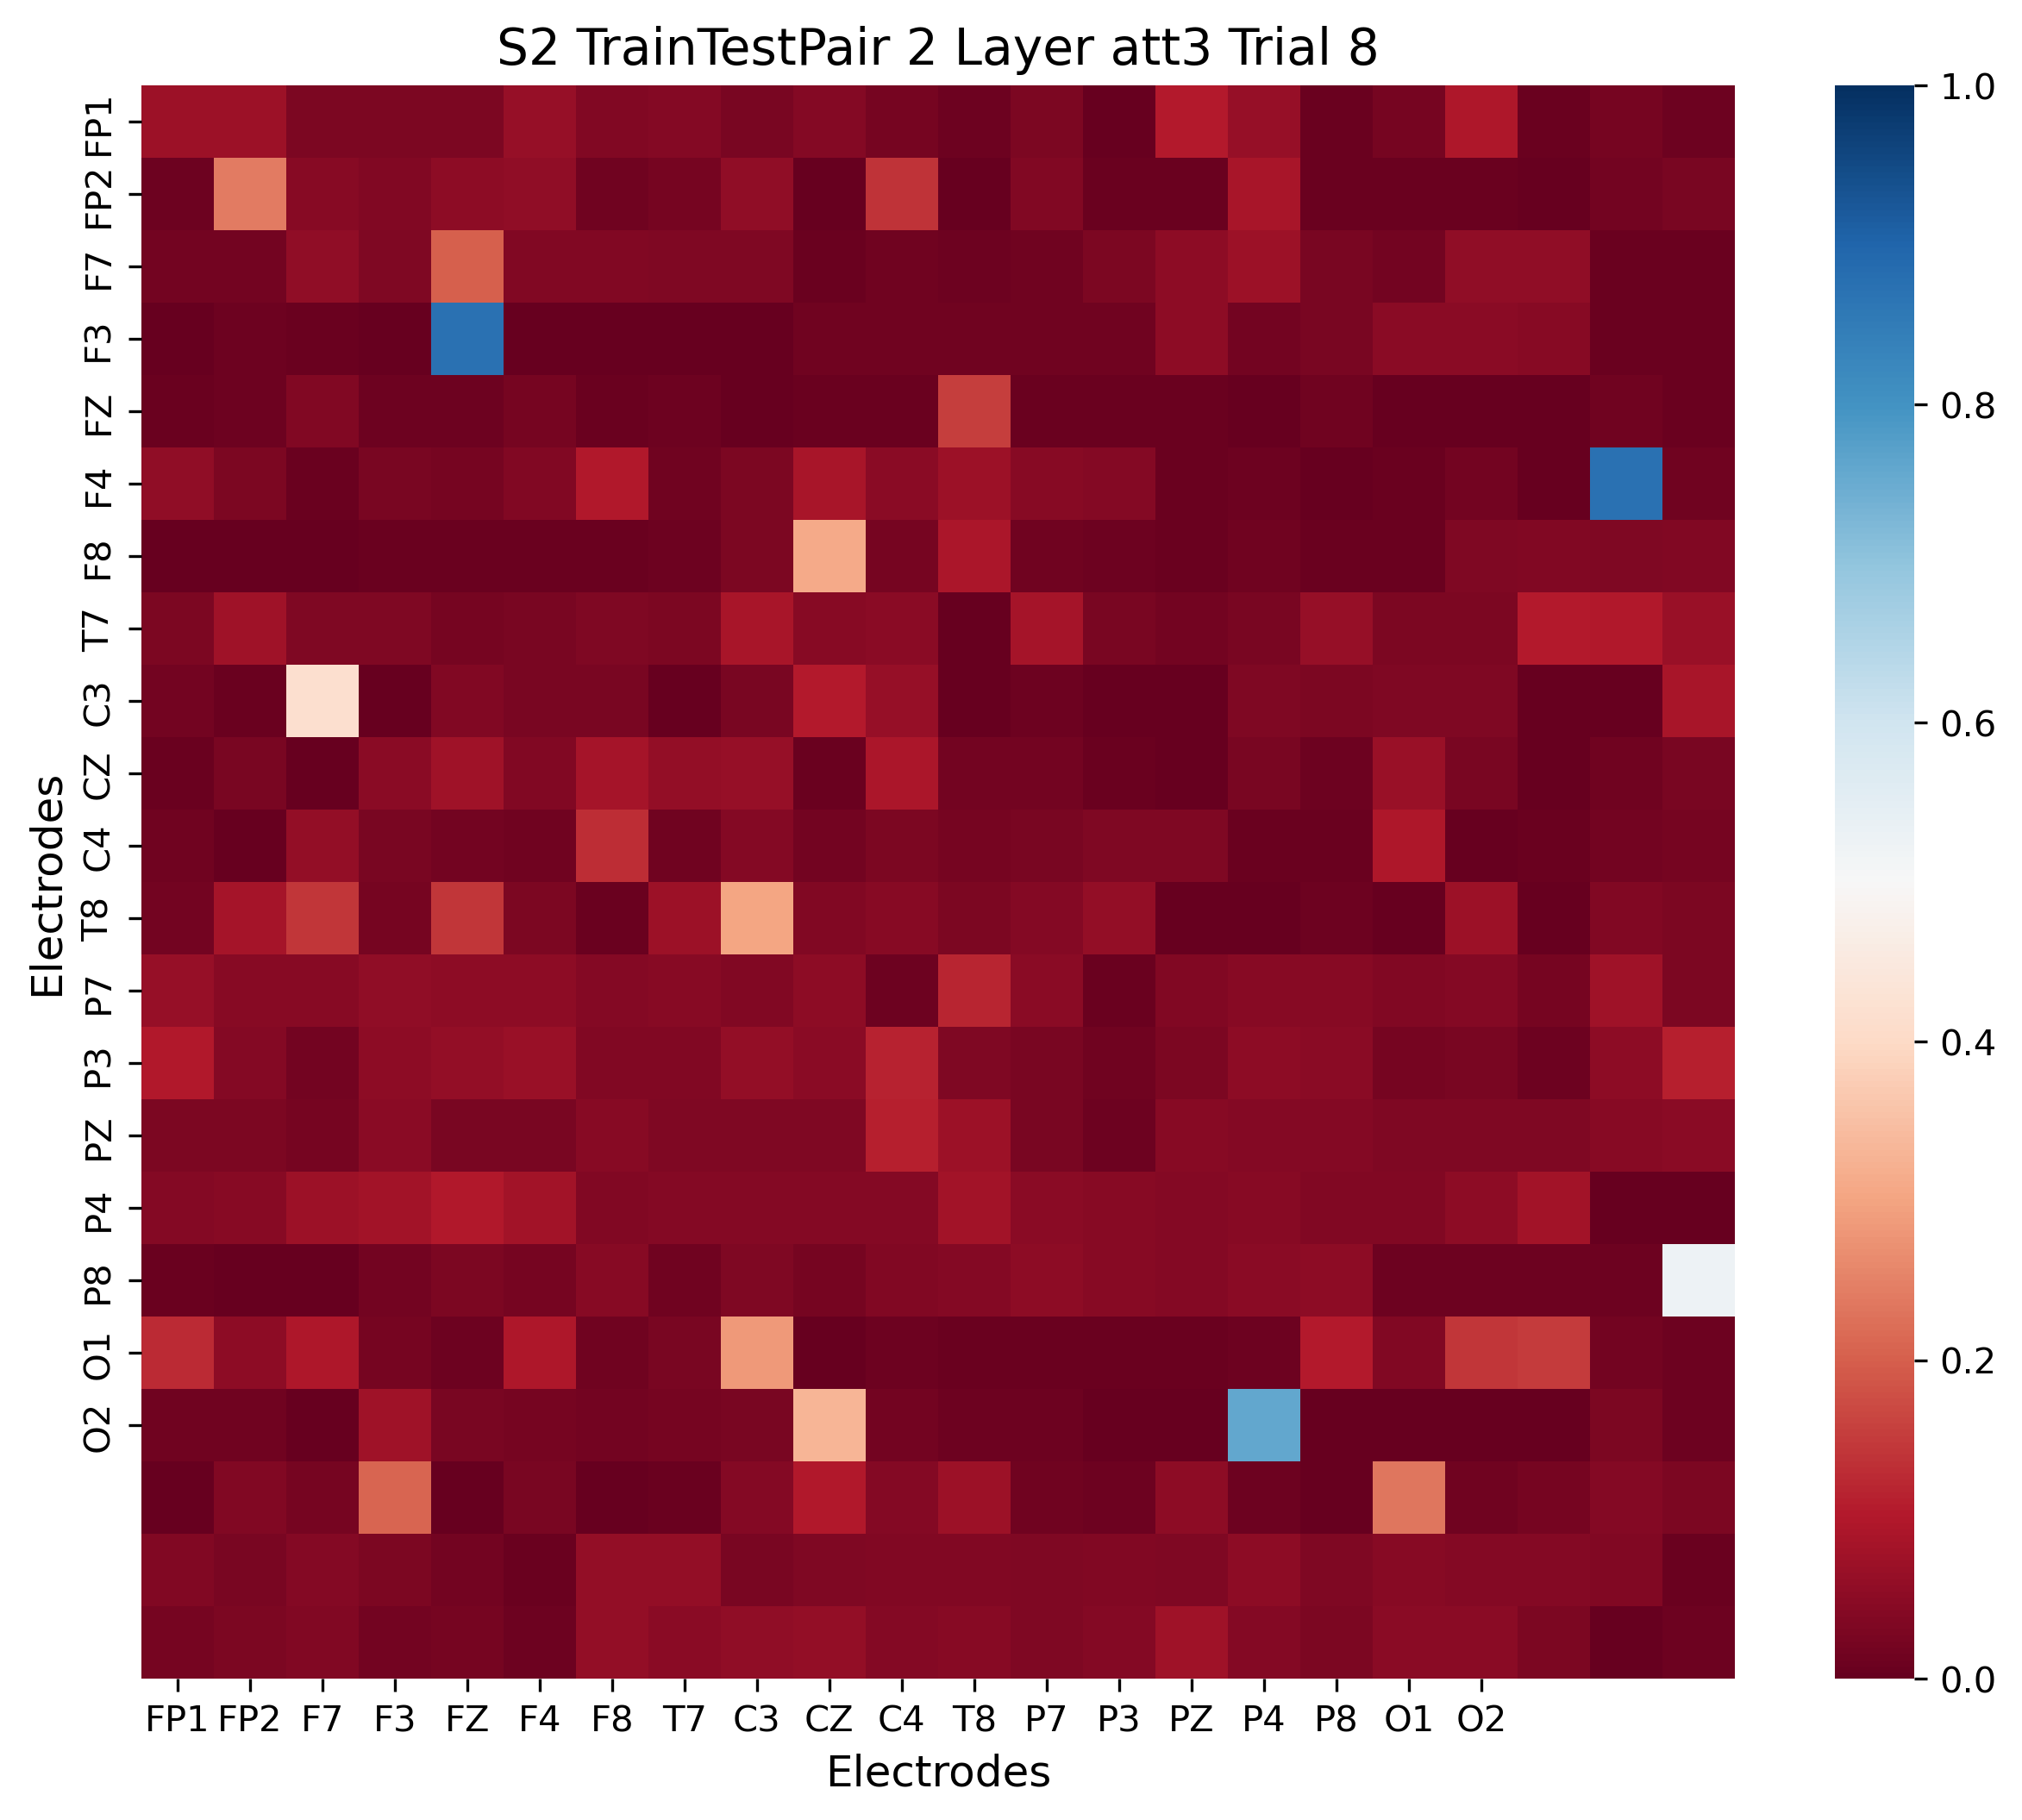 S2 TrainTestPair 2 Layer att3 Trial 8
Electrodes
FP1
FP2
F7
F3
FZ
F4
F8
T7
C3
CZ
C4
T8
P7
P3
PZ
P4
P8
O1
O2
FP1 FP2 F7 F3 FZ F4 F8 T7 C3 CZ C4 T8 P7 P3 PZ P4 P8 O1 O2
Electrodes
1.0
0.8
0.6
0.4
0.2
0.0